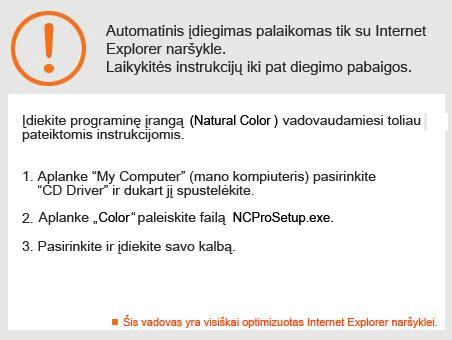 Automatinis įdiegimas palaikomas tik su Internet
Explorer naršykle.
Laikykitės instrukcijų iki pat diegimo pabaigos.
Įdiekite programinę įrangą (Natural Color ) vadovaudamiesi toliau
pateiktomis instrukcijomis.
1. Aplanke “My Computer” (mano kompiuteris) pasirinkite
“CD Driver” ir dukart jį spustelėkite.
2. Aplanke „Color“ paleiskite failą NCProSetup.exe.
3. Pasirinkite ir įdiekite savo kalbą.
Šis vadovas yra visiškai optimizuotas Internet Explorer naršyklei.